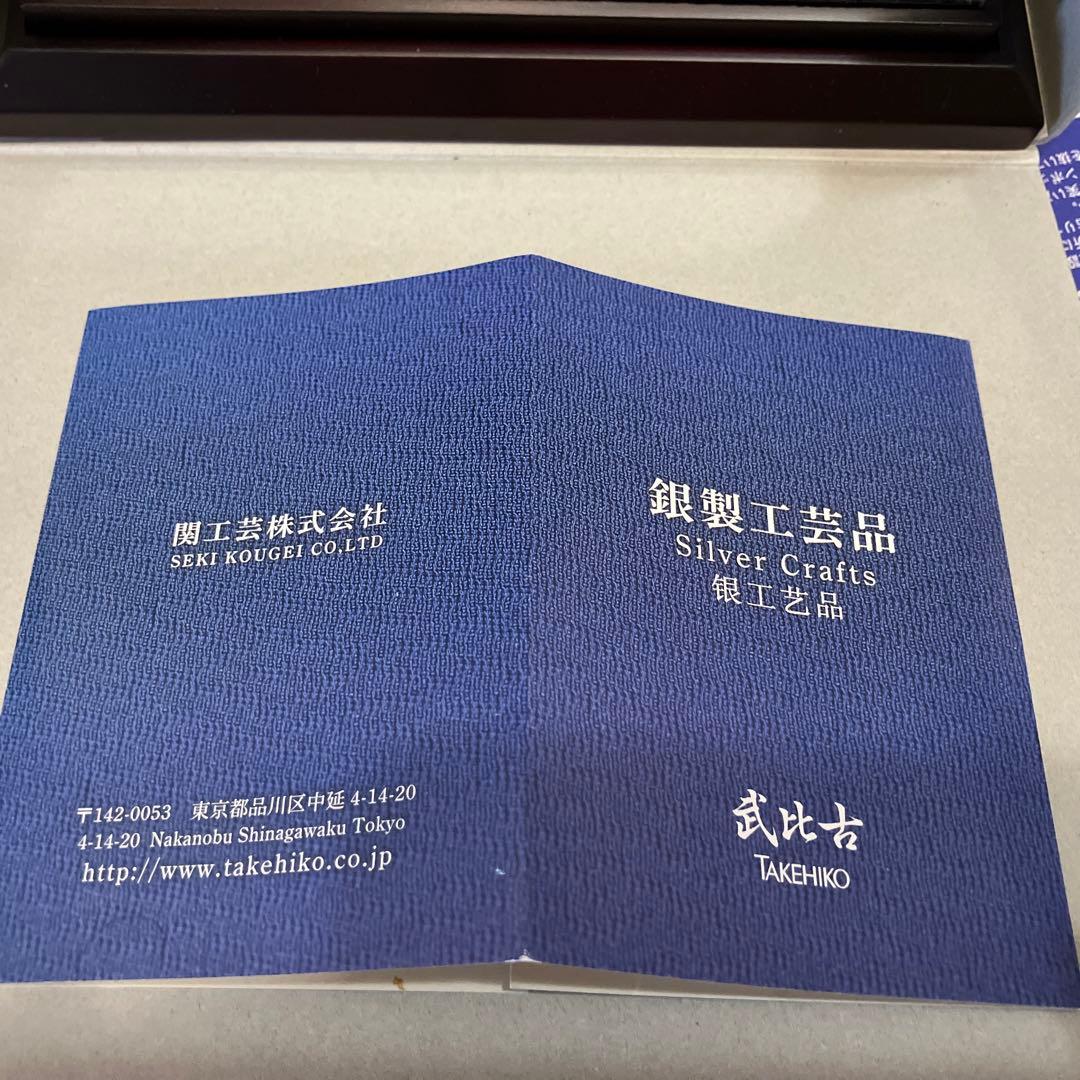 関工芸株式会社
SEKI KOUGEI CO.LTD
〒142-0053 東京都品川区中延 4-14-20
4-14-20 Nakanobu Shinagawaku Tokyo
http://www.takehiko.co.jp
銀製工芸品
Silver Crafts
银工艺品
武比古
TAKEHIKO